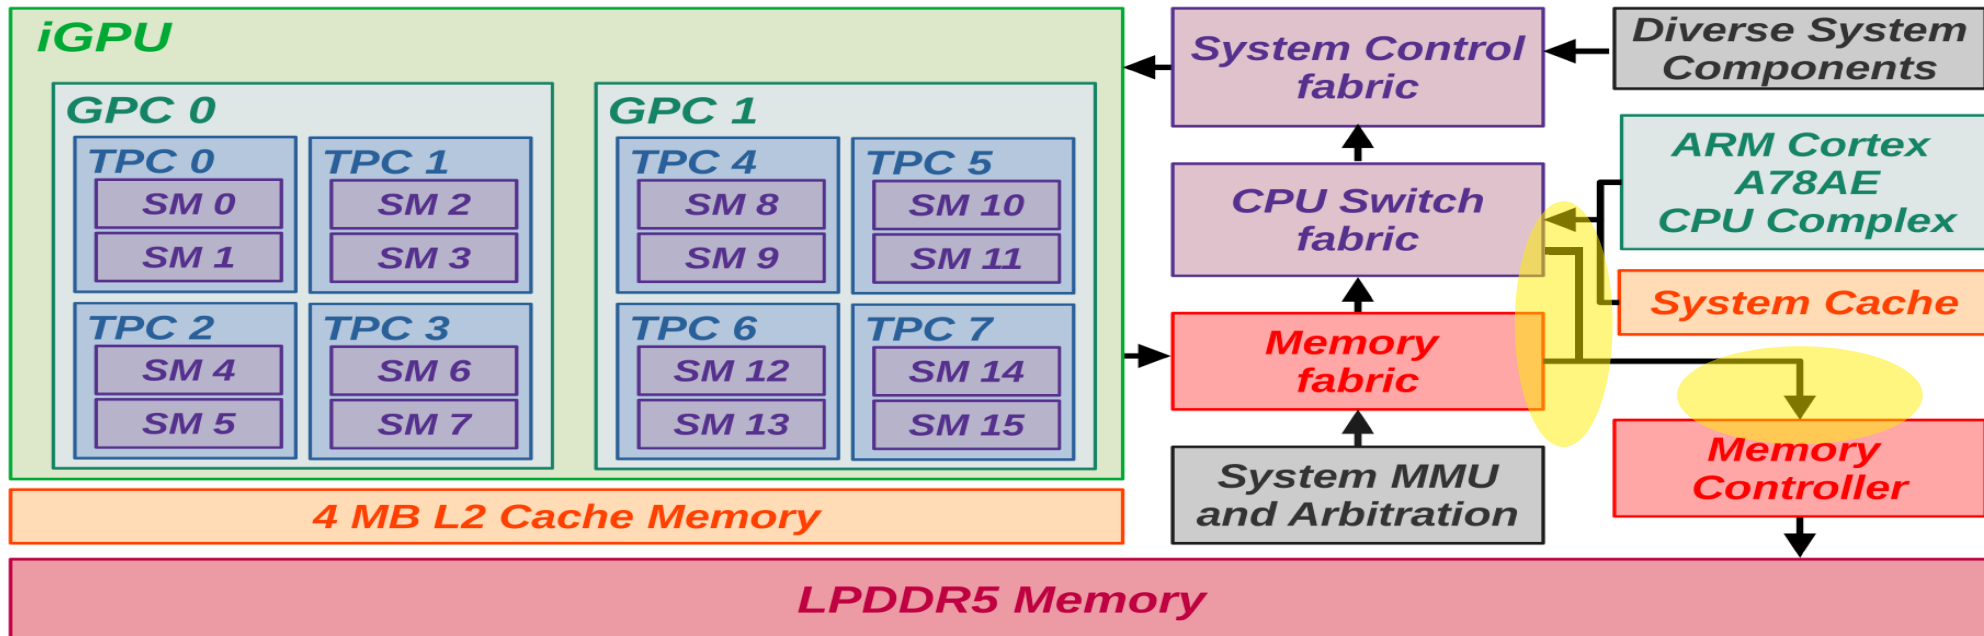 iGPU
GPC 0
TPC 0
SM 0
SM 1
TPC 1
SM 2
SM 3
TPC 2
SM 4
SM 5
TPC 3
SM 6
SM 7
GPC 1
TPC 4
SM 8
SM 9
TPC 5
SM 10
SM 11
TPC 6
SM 12
SM 13
TPC 7
SM 14
SM 15
4 MB L2 Cache Memory
System Control
fabric
CPU Switch
fabric
Memory
fabric
System MMU
and Arbitration
Diverse System
Components
ARM Cortex
A78AE
CPU Complex
System Cache
Memory
Controller
LPDDR5 Memory